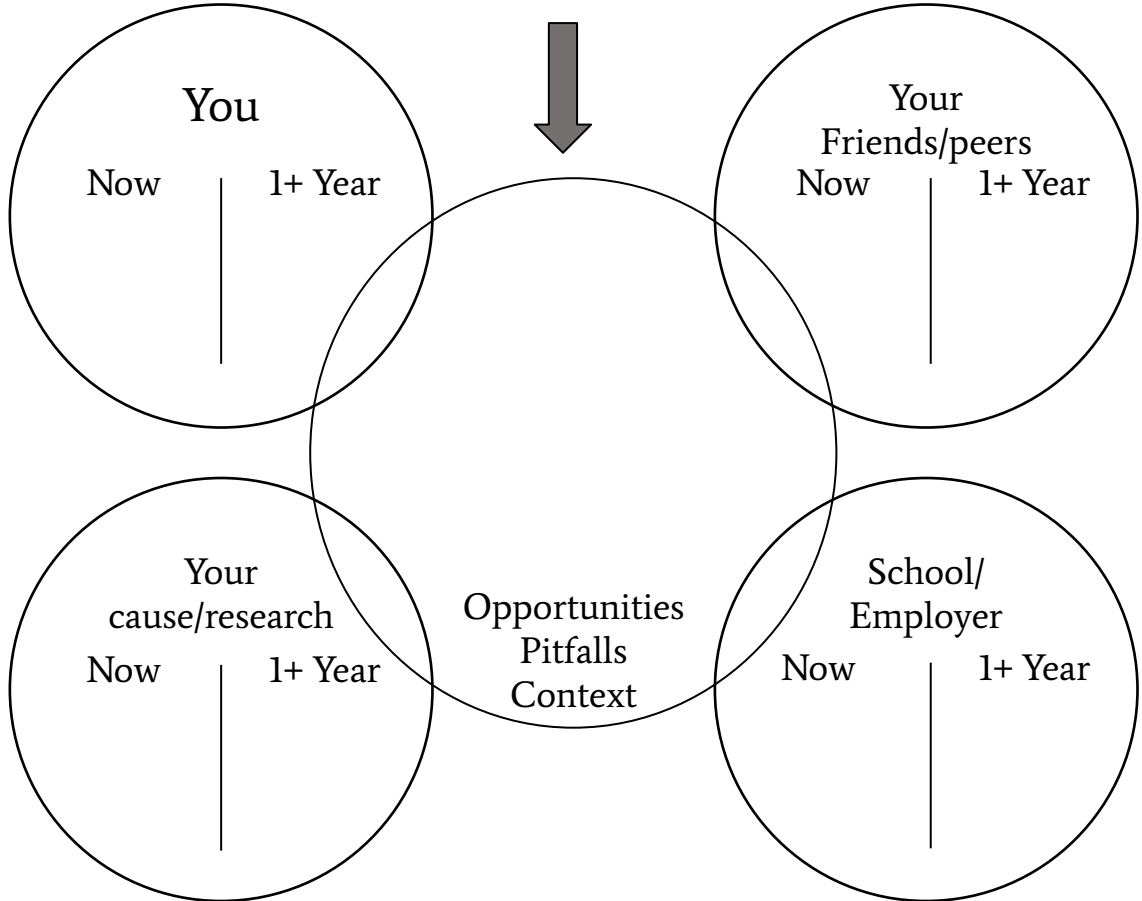 You
Now 1+ Year
Your
Friends/peers
Now 1+ Year
Your
cause/research
Now 1+ Year
Opportunities
Pitfalls
Context
School/
Employer
Now 1+ Year